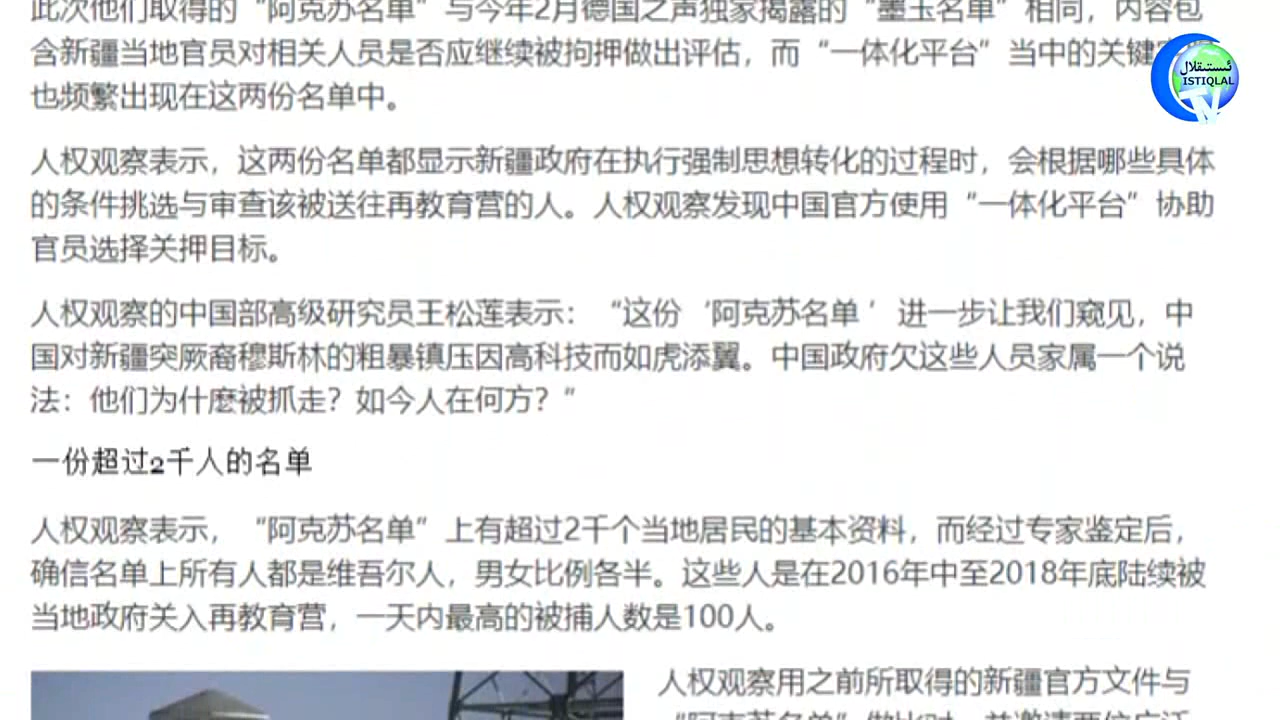 此次他们取得的“阿克苏名单”与今年2月德国之声独家揭露的“墨玉名单”相同，内容包
含新疆当地官员对相关人员是否应继续被拘押做出评估，而“一体化平台”当中的关键
也频繁出现在这两份名单中。
人权观察表示，这两份名单都显示新疆政府在执行强制思想转化的过程时，会根据哪些具体
的条件挑选与审查该被送往再教育营的人。人权观察发现中国官方使用“一体化平台”协助
官员选择关押目标。
人权观察的中国部高级研究员王松莲表示：“这份‘阿克苏名单’进一步让我们窥见，中
国对新疆突厥裔穆斯林的粗暴镇压因高科技而如虎添翼。中国政府欠这些人员家属一个说
法：他们为什麽被抓走？如今人在何方？”
一份超过2千人的名单
人权观察表示，“阿克苏名单”上有超过2千个当地居民的基本资料，而经过专家鉴定后，
确信名单上所有人都是维吾尔人，男女比例各半。这些人是在2016年中至2018年底陆续被
当地政府关入再教育营，一天内最高的被捕人数是100人。
人权观察用之前所取得的新疆官方文件与
ئىستىقلال
ISTIQLAL
TV